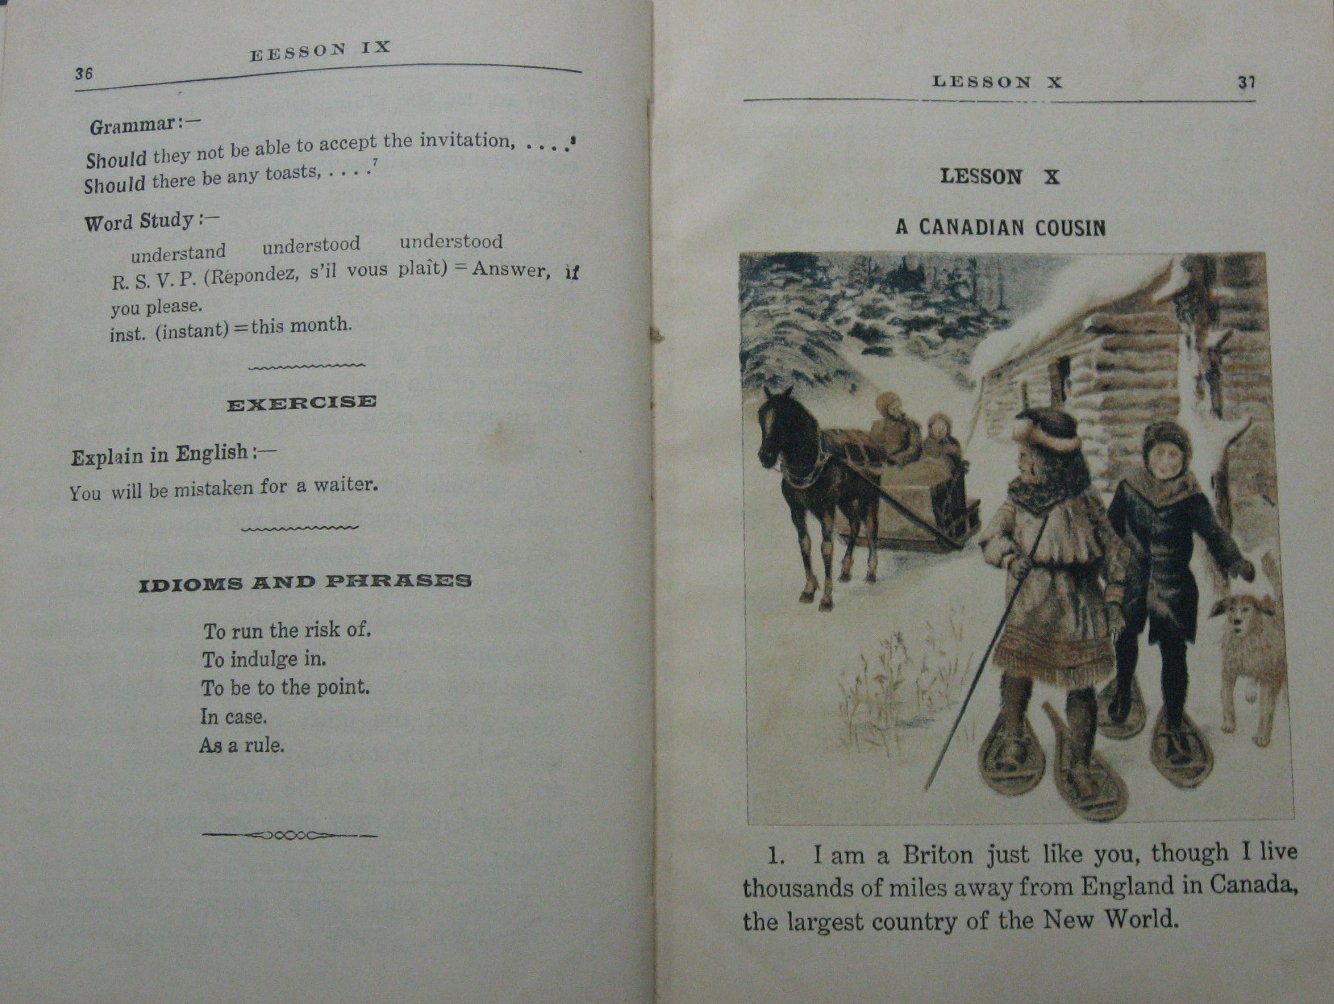 36
EESSON IX
Grammar:—
Should they not be able to accept the invitation, . . . .⁸
Should there be any toasts, . . . .⁷
Word Study:—
understand understood understood
R. S. V. P. (Répondez, s'il vous plaît) = Answer, if
you please.
inst. (instant) = this month.
EXERCISE
Explain in English:—
You will be mistaken for a waiter.
IDIOMS AND PHRASES
To run the risk of.
To indulge in.
To be to the point.
In case.
As a rule.
LESSON X
37
LESSON X
A CANADIAN COUSIN
1. I am a Briton just like you, though I live
thousands of miles away from England in Canada,
the largest country of the New World.